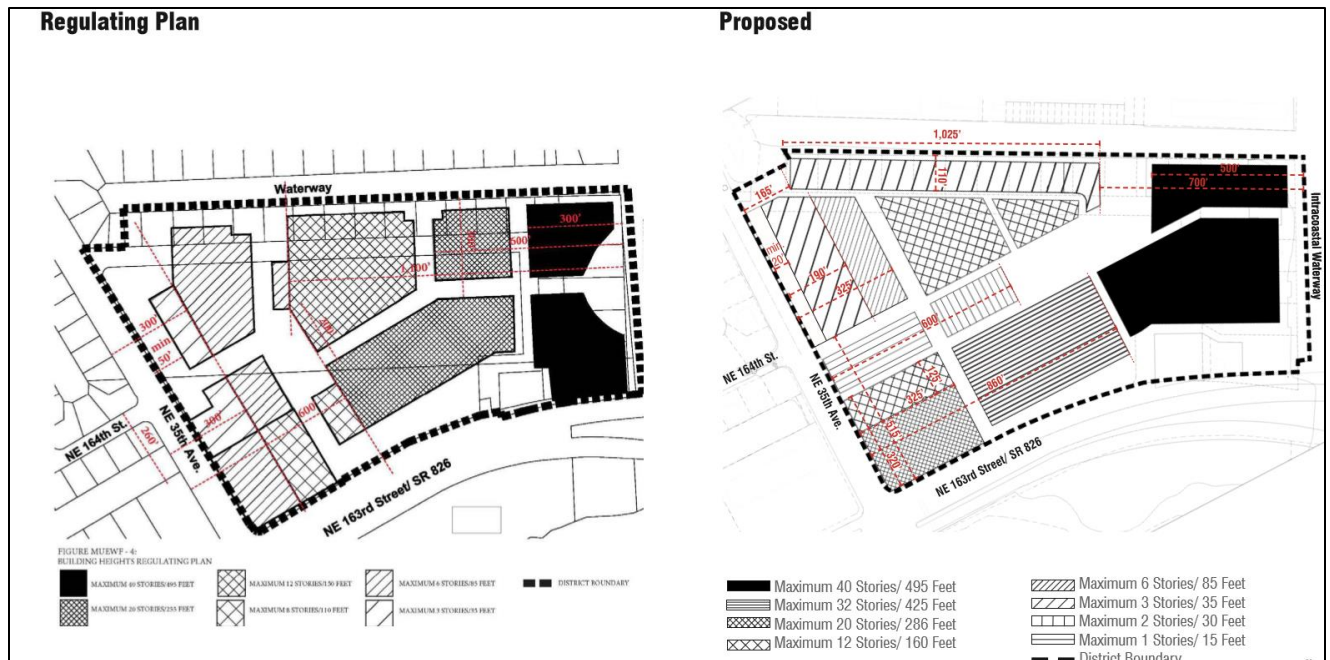 Regulating Plan
Waterway
300'
500'
1,100'
300'
min
50'
300'
600'
260'
NE 164th St.
NE 35th Ave.
NE 163rd Street/ SR 826
FIGURE MUEWF - 4:
BUILDING HEIGHTS REGULATING PLAN
MAXIMUM 40 STORIES/495 FEET
MAXIMUM 12 STORIES/150 FEET
MAXIMUM 6 STORIES/85 FEET
DISTRICT BOUNDARY
MAXIMUM 20 STORIES/255 FEET
MAXIMUM 8 STORIES/110 FEET
MAXIMUM 3 STORIES/35 FEET
Proposed
1,025'
110'
165'
500'
700'
min
20'
190'
325'
600'
125'
325'
860'
515'
320'
Intracoastal Waterway
NE 164th St.
NE 35th Ave.
NE 163rd Street/ SR 826
Maximum 40 Stories/ 495 Feet
Maximum 32 Stories/ 425 Feet
Maximum 20 Stories/ 286 Feet
Maximum 12 Stories/ 160 Feet
Maximum 6 Stories/ 85 Feet
Maximum 3 Stories/ 35 Feet
Maximum 2 Stories/ 30 Feet
Maximum 1 Stories/ 15 Feet
District Boundary